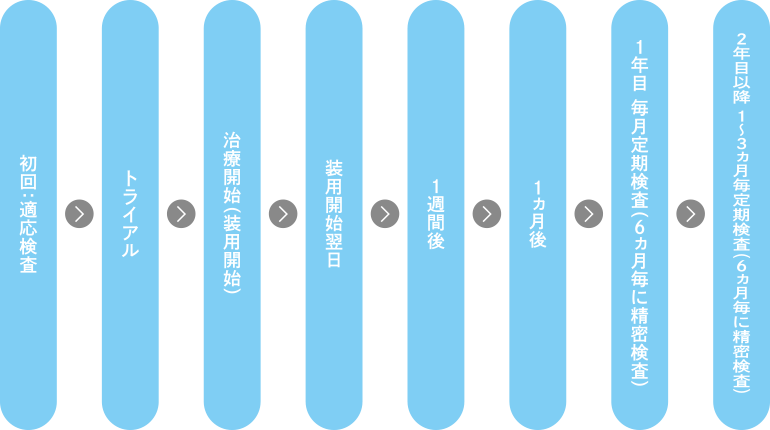 初回：適応検査
トライアル
治療開始（装用開始）
装用開始翌日
1週間後
1ヵ月後
1年目 毎月定期検査（6ヵ月毎に精密検査）
2年目以降 1〜3ヵ月毎定期検査（6ヵ月毎に精密検査）